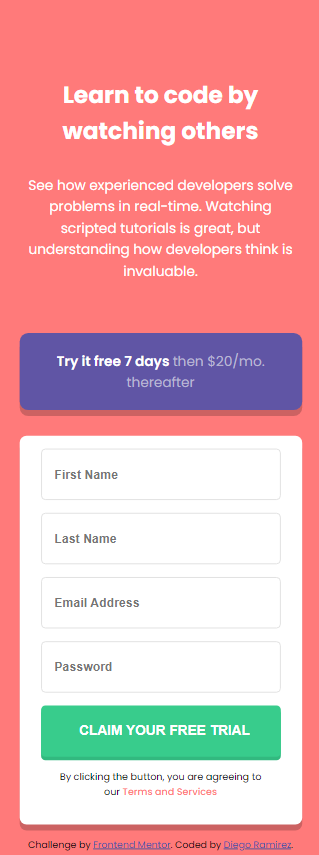 Learn to code by
watching others
See how experienced developers solve
problems in real-time. Watching
scripted tutorials is great, but
understanding how developers think is
invaluable.
Try it free 7 days then $20/mo.
thereafter
First Name
Last Name
Email Address
Password
CLAIM YOUR FREE TRIAL
By clicking the button, you are agreeing to
our Terms and Services
Challenge by Frontend Mentor. Coded by Diego Ramirez.